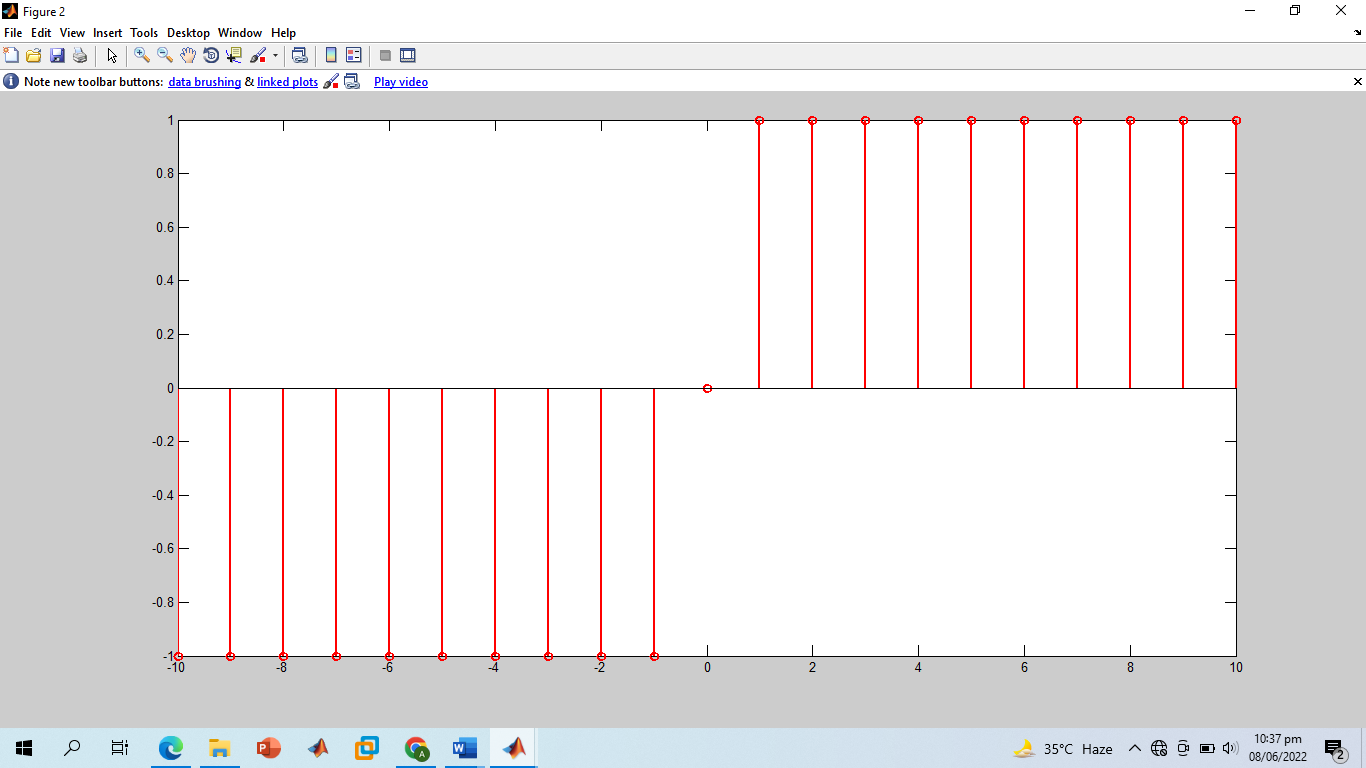 Figure 2
File Edit View Insert Tools Desktop Window Help
Note new toolbar buttons: data brushing & linked plots Play video
1
0.8
0.6
0.4
0.2
0
-0.2
-0.4
-0.6
-0.8
-1
-10 -8 -6 -4 -2 0 2 4 6 8 10
35°C Haze
10:37 pm
08/06/2022
2